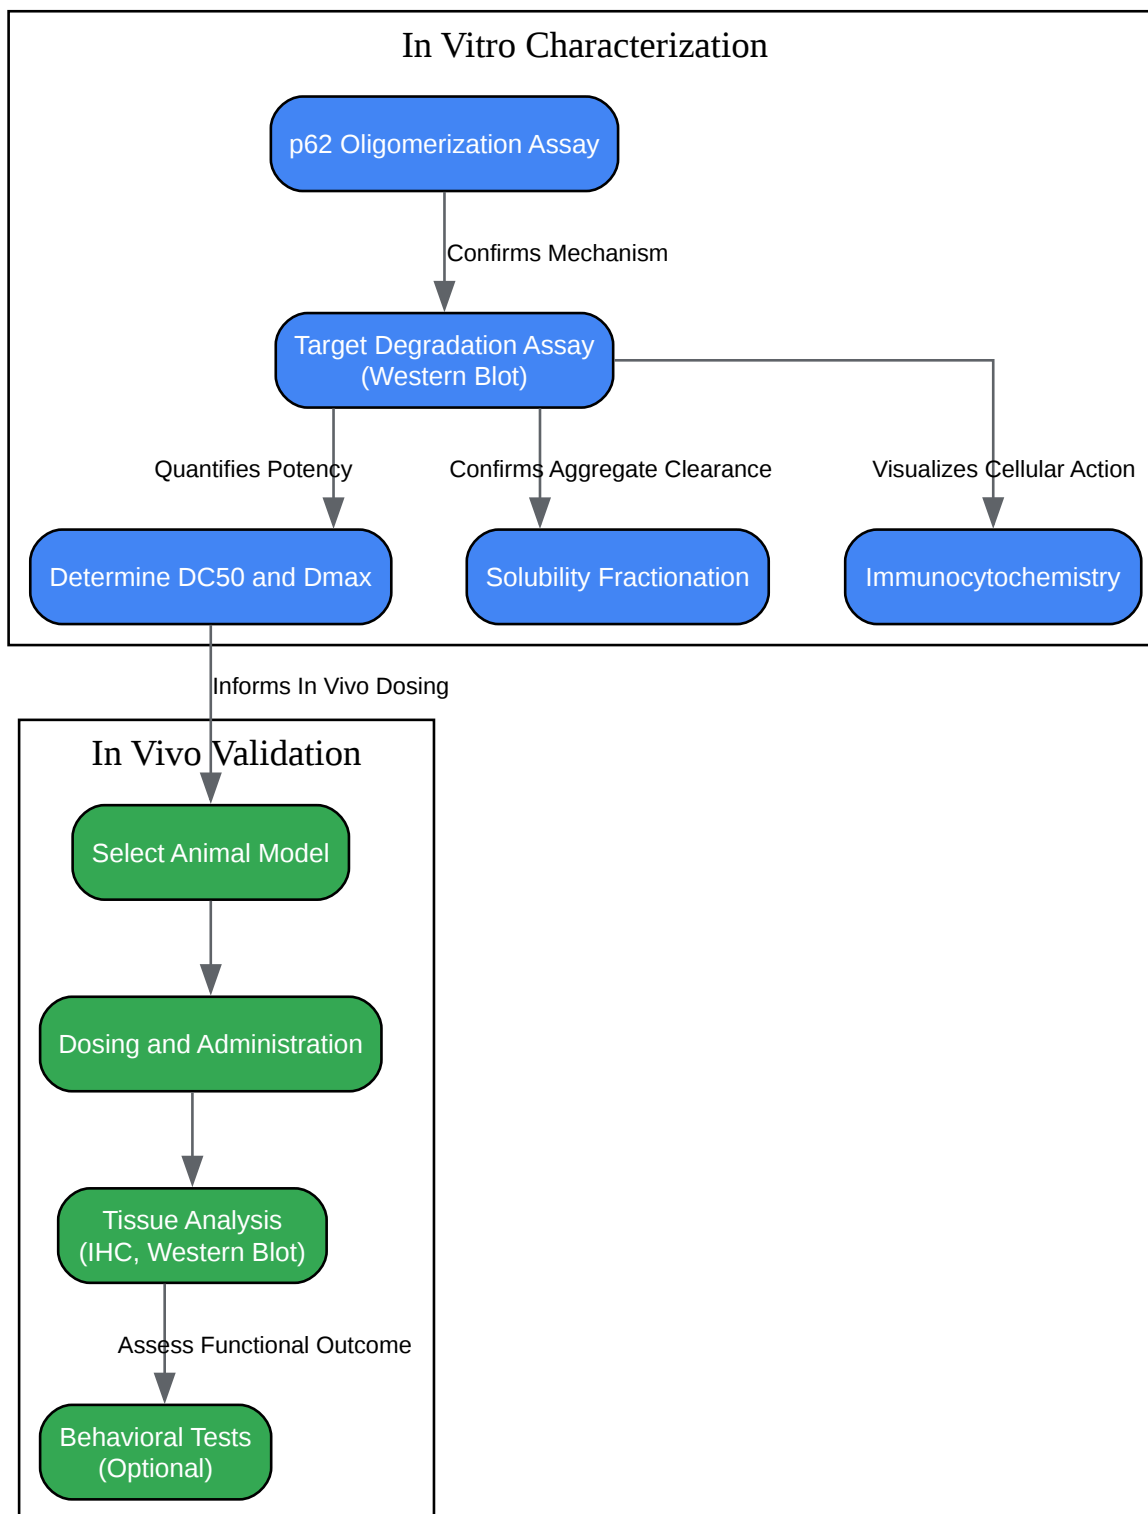 In Vitro Characterization
p62 Oligomerization Assay
Confirms Mechanism
Target Degradation Assay
(Western Blot)
Quantifies Potency
Confirms Aggregate Clearance
Visualizes Cellular Action
Determine DC50 and Dmax
Solubility Fractionation
Immunocytochemistry
Informs In Vivo Dosing
In Vivo Validation
Select Animal Model
Dosing and Administration
Tissue Analysis
(IHC, Western Blot)
Assess Functional Outcome
Behavioral Tests
(Optional)